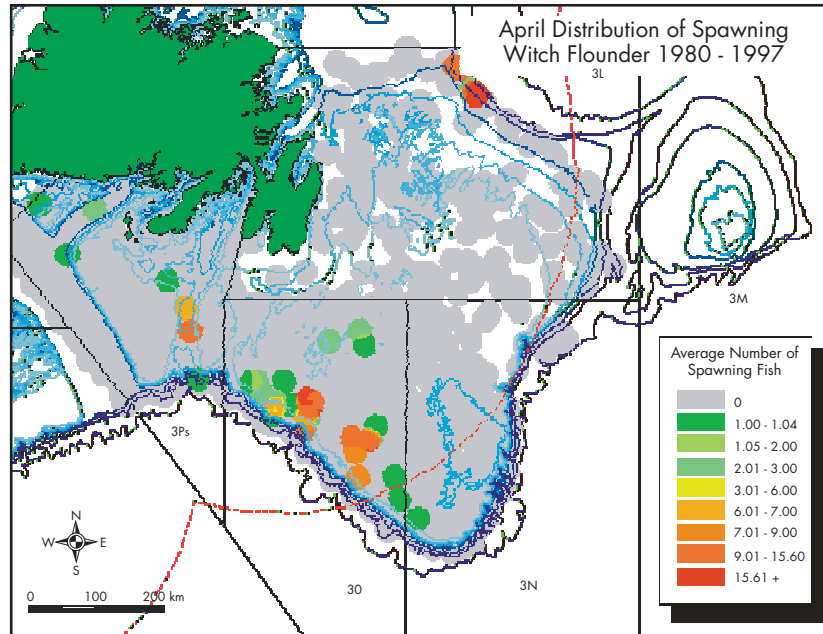 April Distribution of Spawning
Witch Flounder 1980 - 1997
3L
3M
Average Number of
Spawning Fish
0
1.00 - 1.04
1.05 - 2.00
2.01 - 3.00
3.01 - 6.00
6.01 - 7.00
7.01 - 9.00
9.01 - 15.60
15.61 +
3Ps
N
W E
S
30
3N
0 100 200 km